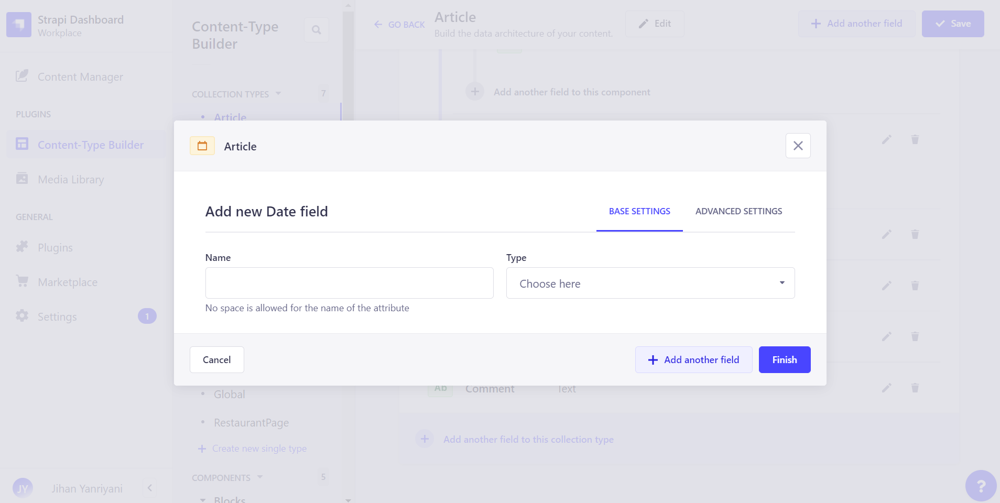 Strapi Dashboard
Workplace
Content Manager
PLUGINS
Content-Type Builder
Media Library
GENERAL
Plugins
Marketplace
Settings
1
JY
Jihan Yanriyani
Content-Type
Builder
COLLECTION TYPES
7
Article
Global
RestaurantPage
Create new single type
COMPONENTS
5
Blocks
GO BACK
Article
Build the data architecture of your content.
Edit
Add another field
Save
Add another field to this component
Article
Add new Date field
BASE SETTINGS
ADVANCED SETTINGS
Name
Type
Choose here
No space is allowed for the name of the attribute
Cancel
Add another field
Finish
Ab
Comment
Text
Add another field to this collection type
?